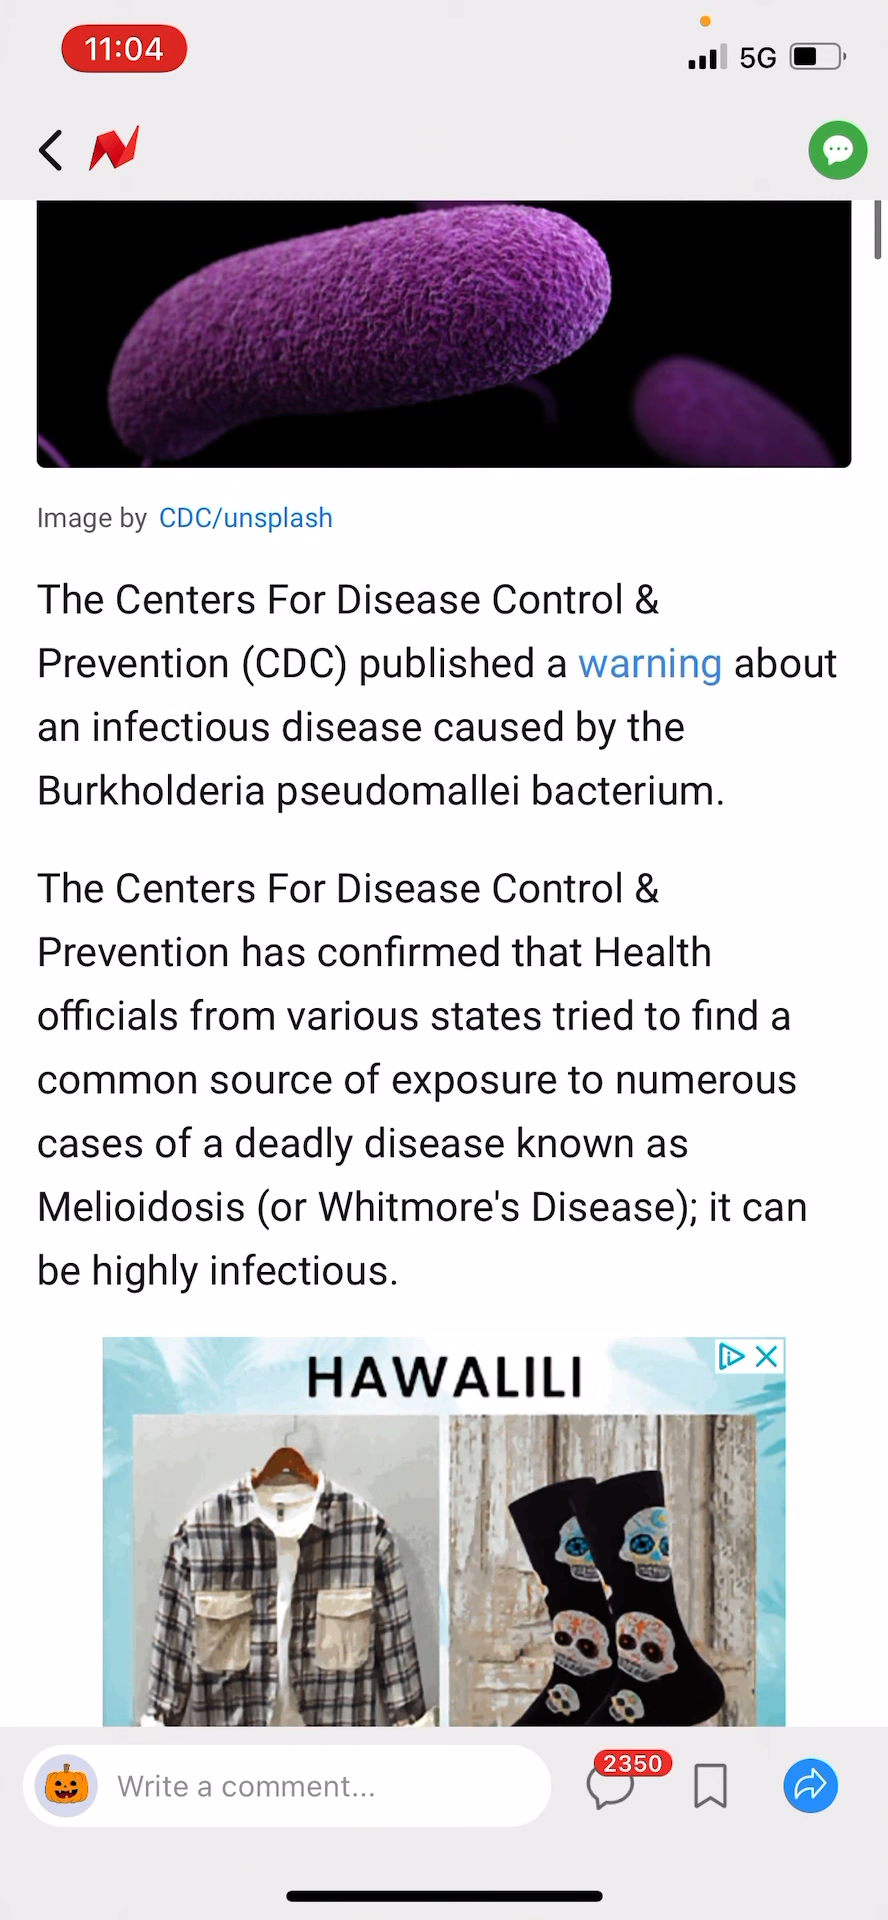 11:04
5G
Image by CDC/unsplash
The Centers For Disease Control &
Prevention (CDC) published a warning about
an infectious disease caused by the
Burkholderia pseudomallei bacterium.
The Centers For Disease Control &
Prevention has confirmed that Health
officials from various states tried to find a
common source of exposure to numerous
cases of a deadly disease known as
Melioidosis (or Whitmore's Disease); it can
be highly infectious.
HAWALILI
Write a comment...
2350